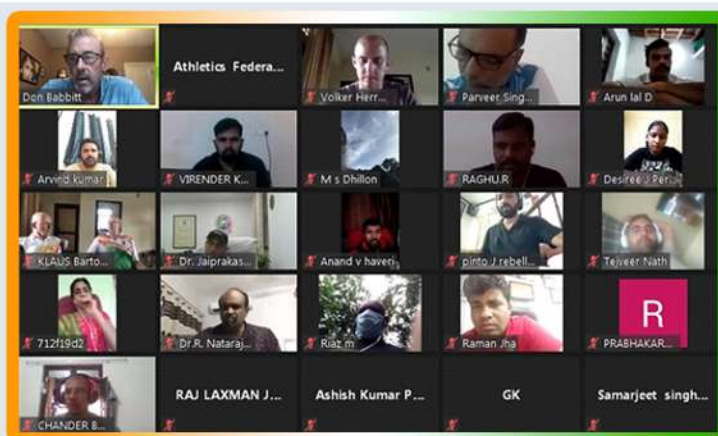 Don Babbitt
Athletics Federa...
Volker Herr...
Parveer Sing...
Arun lal D
Arvind kumar
VIRENDER K...
M s Dhillon
RAGHU.R
Desiree J Per...
KLAUS Barto...
Dr. Jaiprakas...
Anand v haveri
pinto J rebell...
Tejveer Nath
712f19d2
Dr.R. Nataraj...
Riaz m
Raman Jha
R
PRABHAKAR...
CHANDER B...
RAJ LAXMAN J...
Ashish Kumar P...
GK
Samarjeet singh...